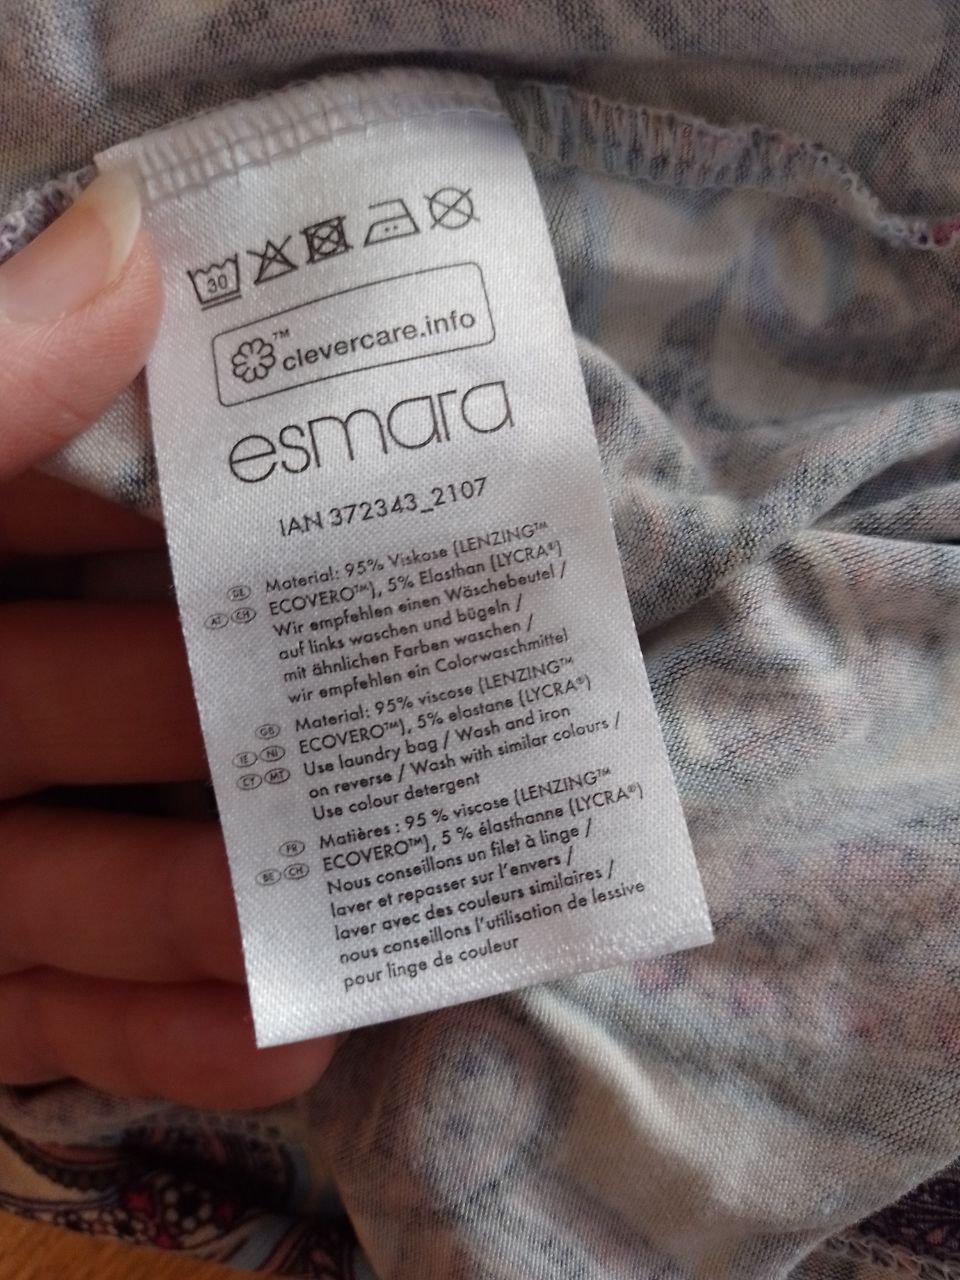 30
™ clevercare.info
esmara
IAN 372343_2107
DE Material: 95% Viskose (LENZING™
AT CH ECOVERO™), 5% Elasthan (LYCRA®)
Wir empfehlen einen Wäschebeutel /
auf links waschen und bügeln /
mit ähnlichen Farben waschen /
wir empfehlen ein Colorwaschmittel
GB Material: 95% viscose (LENZING™
IE NI ECOVERO™), 5% elastane (LYCRA®)
CY MT Use laundry bag / Wash and iron
on reverse / Wash with similar colours /
Use colour detergent
FR Matières : 95 % viscose (LENZING™
BE CH ECOVERO™), 5 % élasthanne (LYCRA®)
Nous conseillons un filet à linge /
laver et repasser sur l'envers /
laver avec des couleurs similaires /
nous conseillons l'utilisation de lessive
pour linge de couleur